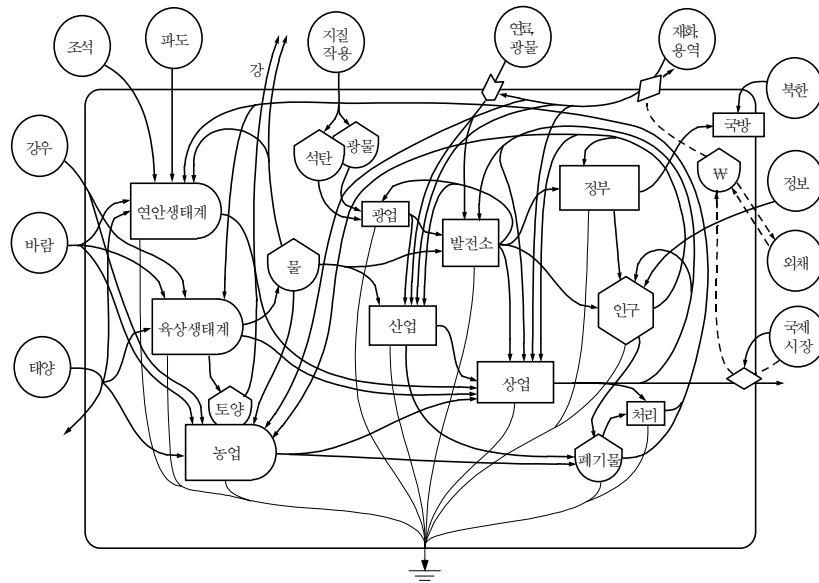 조석
파도
강
지질
작용
연료,
광물
재화,
용역
북한
국방
강우
석탄
광물
정부
₩
정보
연안생태계
광업
바람
물
발전소
외채
육상생태계
산업
인구
국제
시장
태양
상업
토양
처리
농업
폐기물